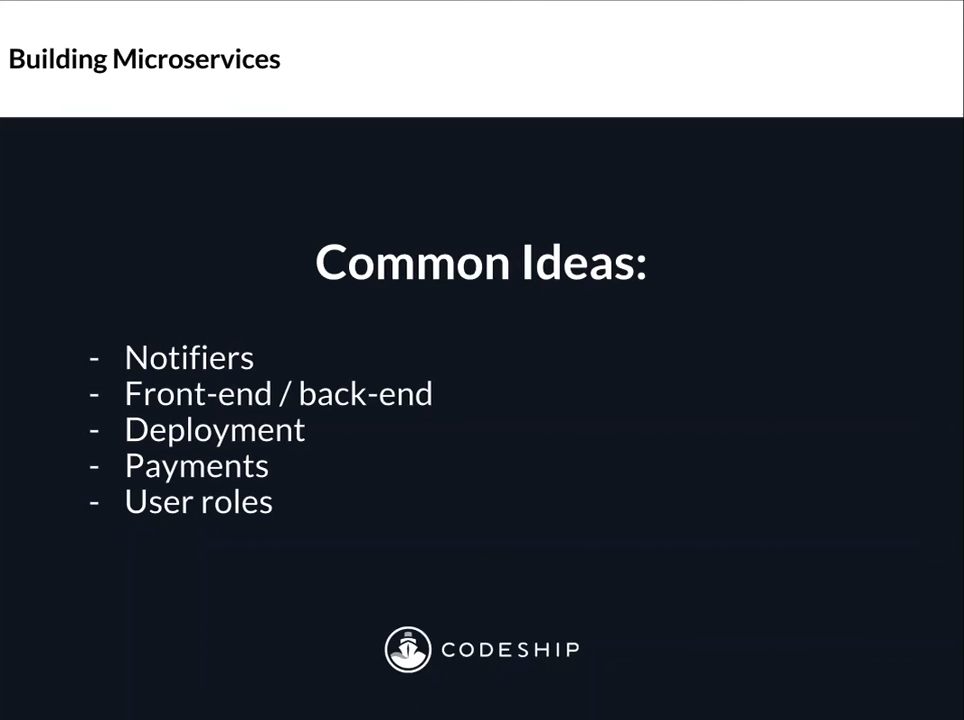 Building Microservices
Common Ideas:
- Notifiers
- Front-end / back-end
- Deployment
- Payments
- User roles
CODESHIP